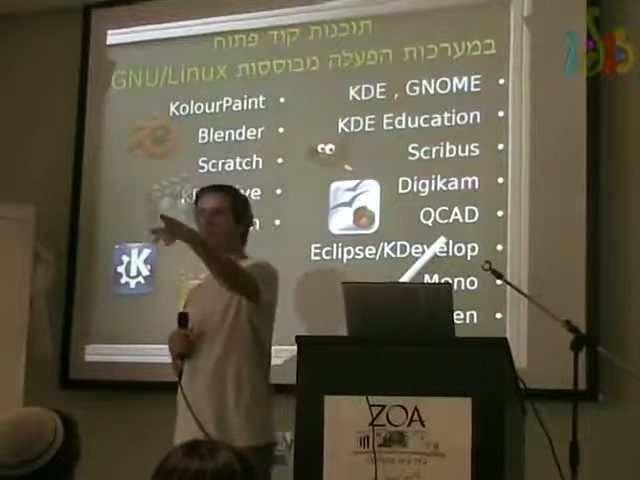 תוכנות קוד פתוח
במערכות הפעלה מבוססות GNU/Linux
• KDE , GNOME
• KDE Education
• Scribus
• Digikam
• QCAD
• Eclipse/KDevelop
• Mono
• KolourPaint
• Blender
• Scratch
ZOA